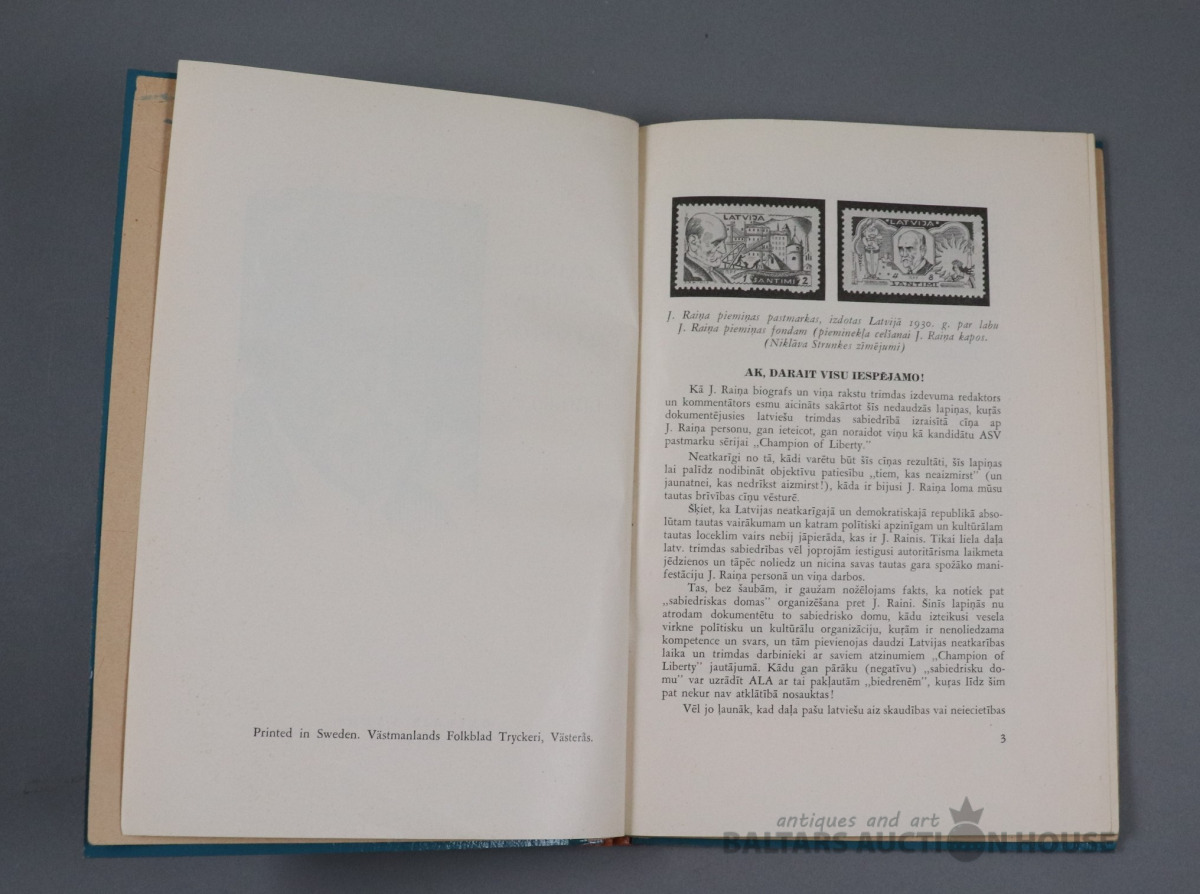 Printed in Sweden. Västmanlands Folkblad Tryckeri, Västerås.
LATVIJA
1 SANTIMI 2
LATVIJA
SANTIMI
J. Raiņa piemiņas pastmarkas, izdotas Latvijā 1930. g. par labu
J. Raiņa piemiņas fondam (pieminekļa celšanai J. Raiņa kapos.
(Niklāva Strunkes zīmējumi)
AK, DARAIT VISU IESPĒJAMO!
Kā J. Raiņa biografs un viņa rakstu trimdas izdevuma redaktors
un kommentātors esmu aicināts sakārtot šīs nedaudzās lapiņas, kuŗās
dokumentējusies latviešu trimdas sabiedrībā izraisītā cīņa ap
J. Raiņa personu, gan ieteicot, gan noraidot viņu kā kandidātu ASV
pastmarku sērijai „Champion of Liberty."
Neatkarīgi no tā, kādi varētu būt šīs cīņas rezultāti, šīs lapiņas
lai palīdz nodibināt objektīvu patiesību „tiem, kas neaizmirst" (un
jaunatnei, kas nedrīkst aizmirst!), kāda ir bijusi J. Raiņa loma mūsu
tautas brīvības cīņu vēsturē.
Šķiet, ka Latvijas neatkarīgajā un demokratiskajā republikā abso-
lūtam tautas vairākumam un katram polītiski apzinīgam un kultūrālam
tautas loceklim vairs nebij jāpierāda, kas ir J. Rainis. Tikai liela daļa
latv. trimdas sabiedrības vēl joprojām iestigusi autoritārisma laikmeta
jēdzienos un tāpēc noliedz un nicina savas tautas gara spožāko mani-
festāciju J. Raiņa personā un viņa darbos.
Tas, bez šaubām, ir gaužam nožēlojams fakts, ka notiek pat
„sabiedriskas domas" organizēšana pret J. Raini. Šinīs lapiņās nu
atrodam dokumentētu to sabiedrisko domu, kādu izteikusi vesela
virkne polītisku un kultūrālu organizāciju, kuŗām ir nenoliedzama
kompetence un svars, un tām pievienojas daudzi Latvijas neatkarības
laika un trimdas darbinieki ar saviem atzinumiem „Champion of
Liberty" jautājumā. Kādu gan pārāku (negatīvu) „sabiedrisku do-
mu" var uzrādīt ALA ar tai pakļautām „biedrenēm", kuŗas līdz šim
pat nekur nav atklātībā nosauktas!
Vēl jo ļaunāk, kad daļa pašu latviešu aiz skaudības vai neiecietības
3
antiques and art
BALTARS AUCTION HOUSE